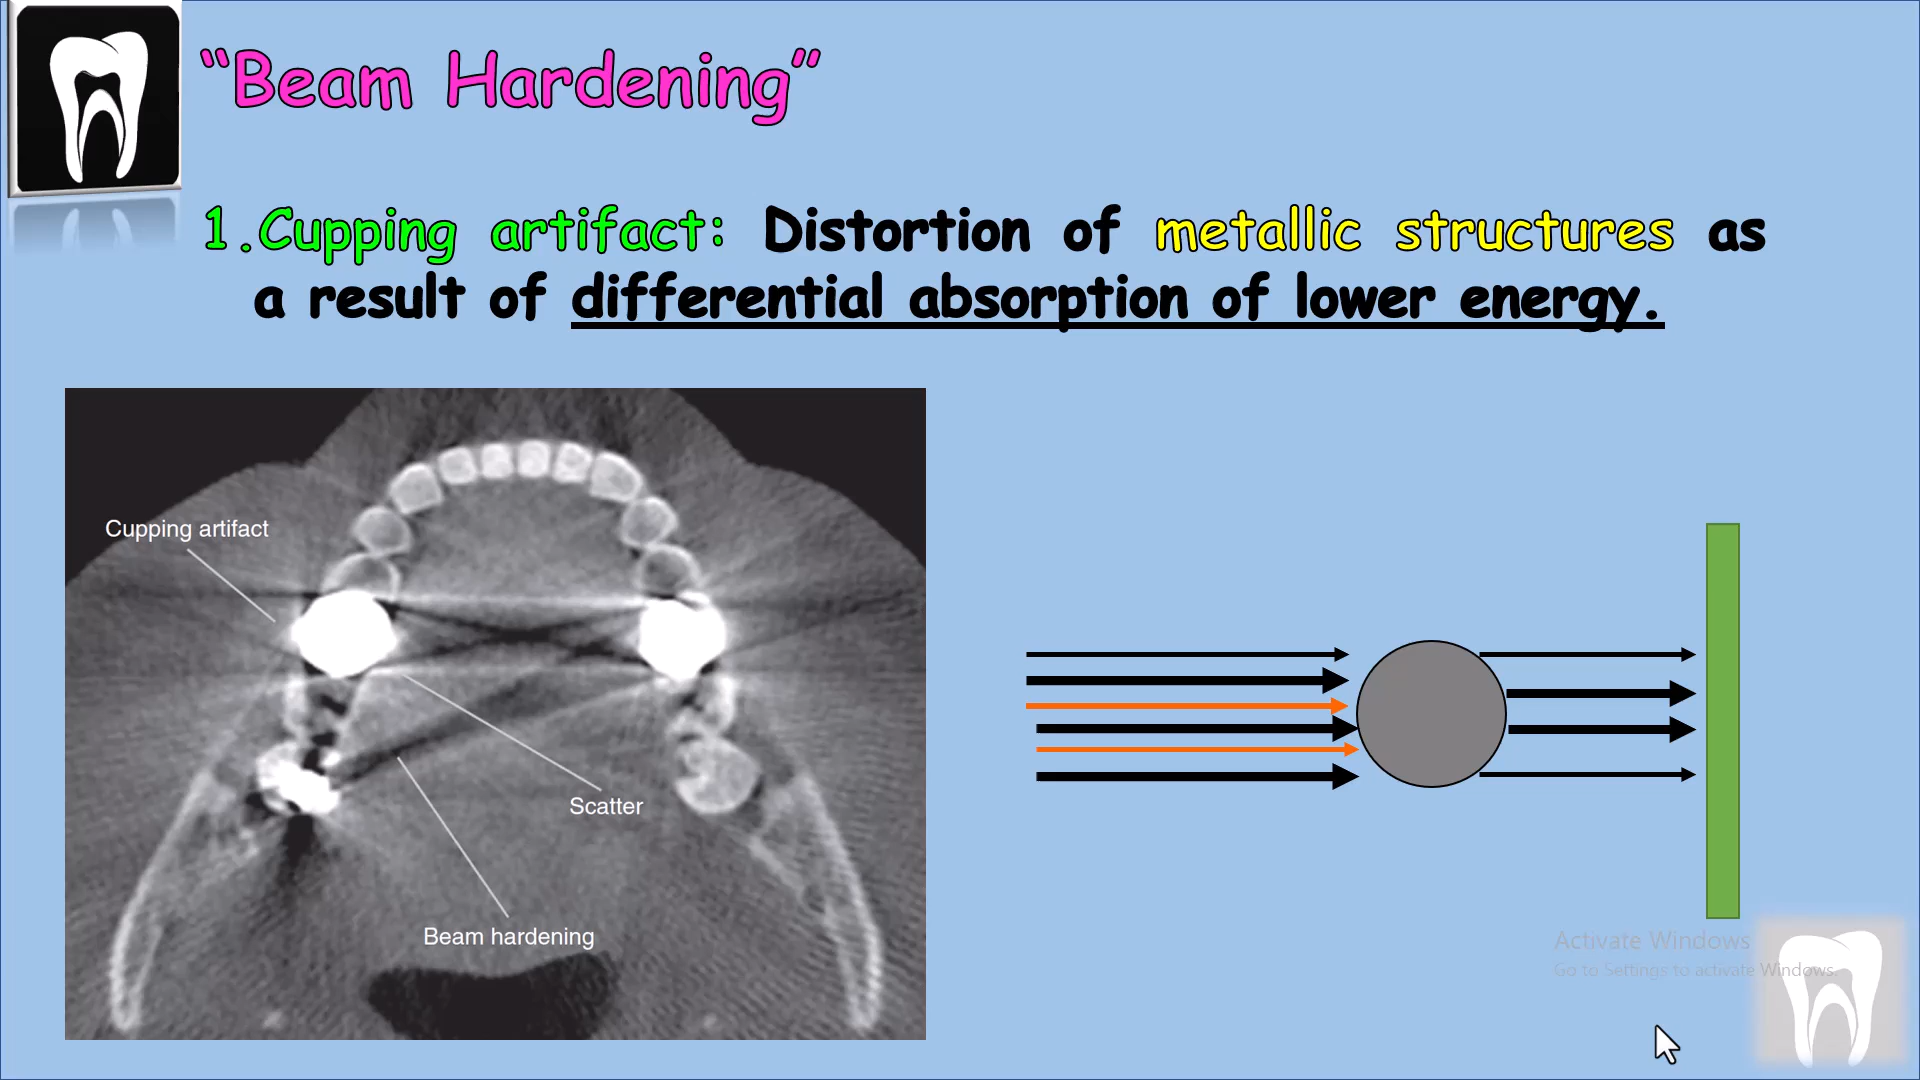 “Beam Hardening”
1.Cupping artifact: Distortion of metallic structures as
a result of differential absorption of lower energy.
Cupping artifact
Scatter
Beam hardening
Activate Windows
Go to Settings to activate Windows.